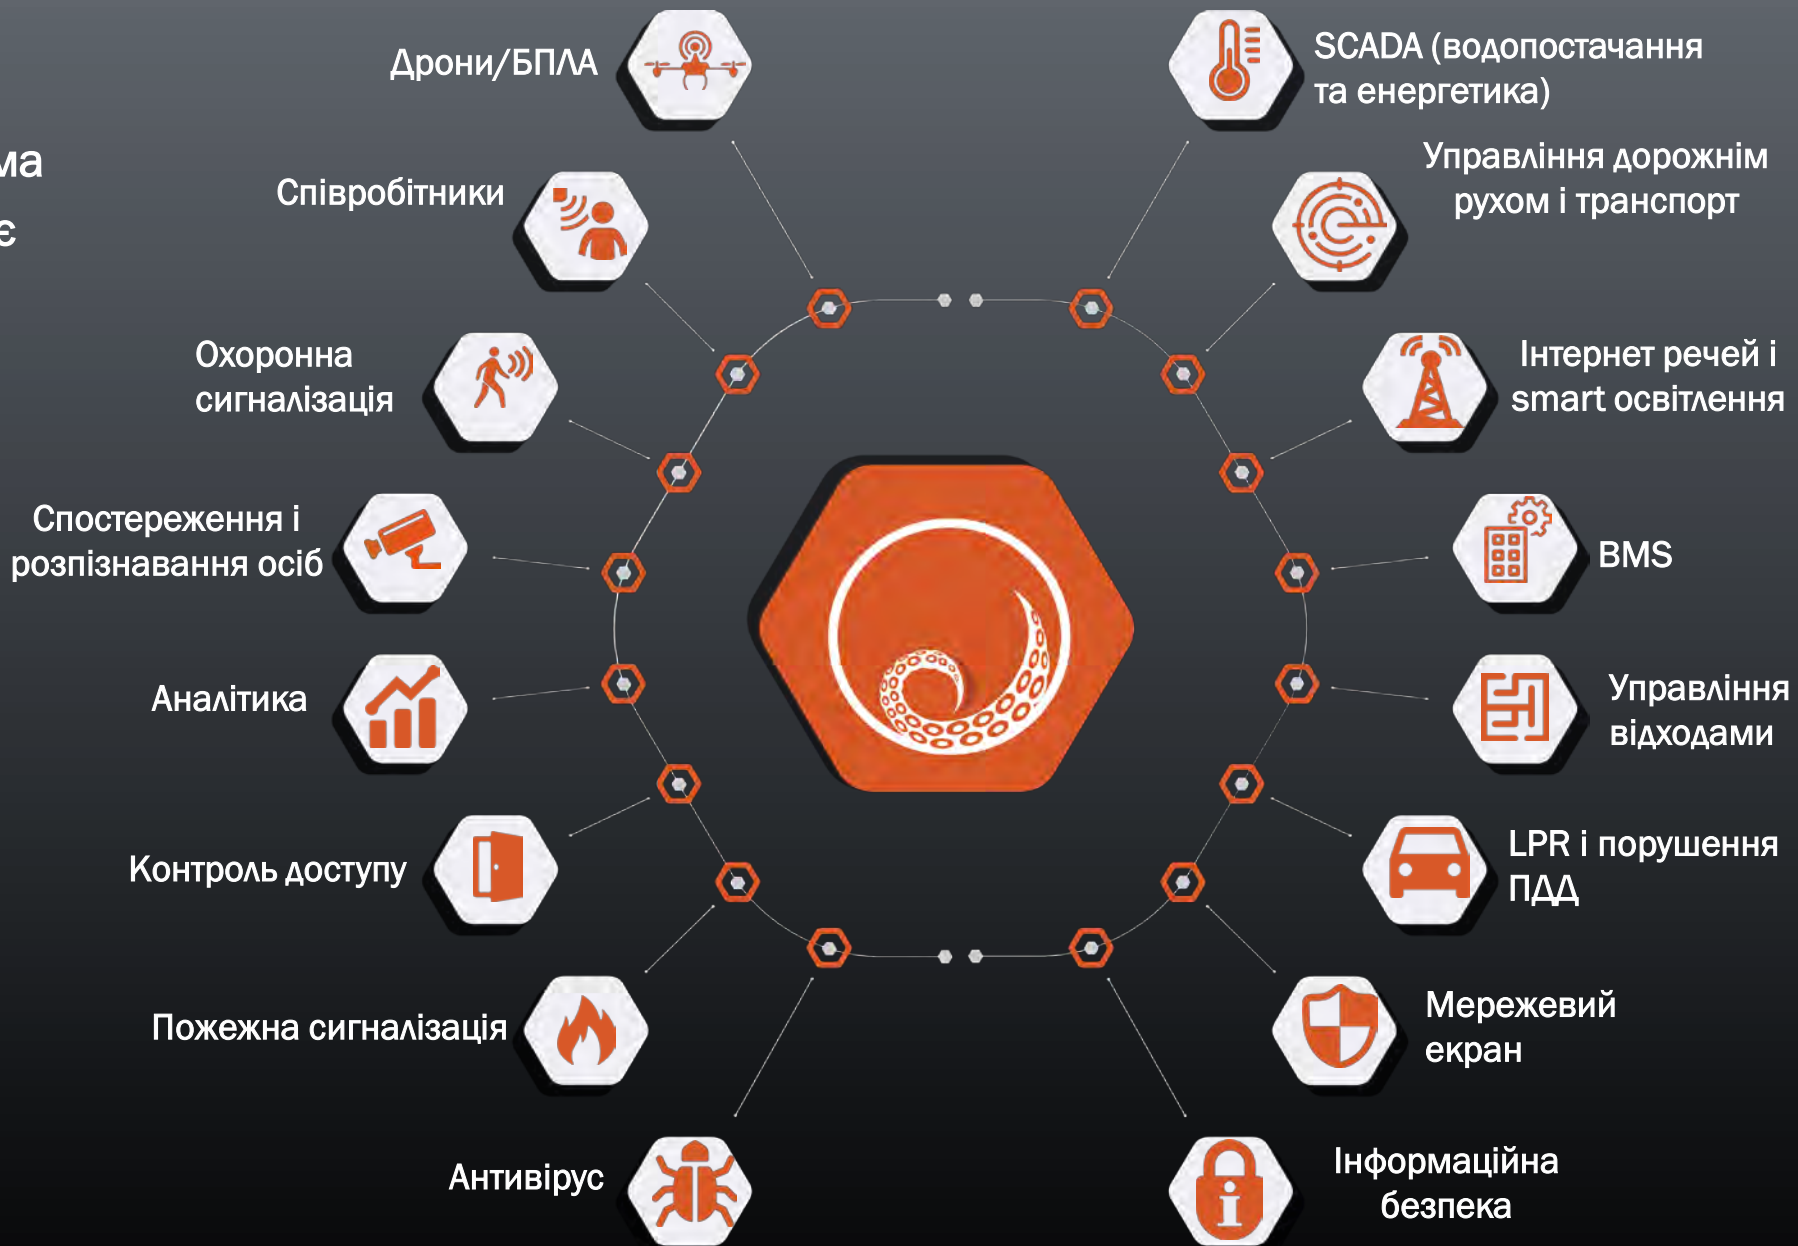 Дрони/БПЛА
SCADA (водопостачання
та енергетика)
є
Співробітники
Управління дорожнім
рухом і транспорт
Охоронна
сигналізація
Інтернет речей і
smart освітлення
Спостереження і
розпізнавання осіб
BMS
Аналітика
Управління
відходами
Контроль доступу
LPR і порушення
ПДД
Пожежна сигналізація
Мережевий
екран
Антивірус
Інформаційна
безпека